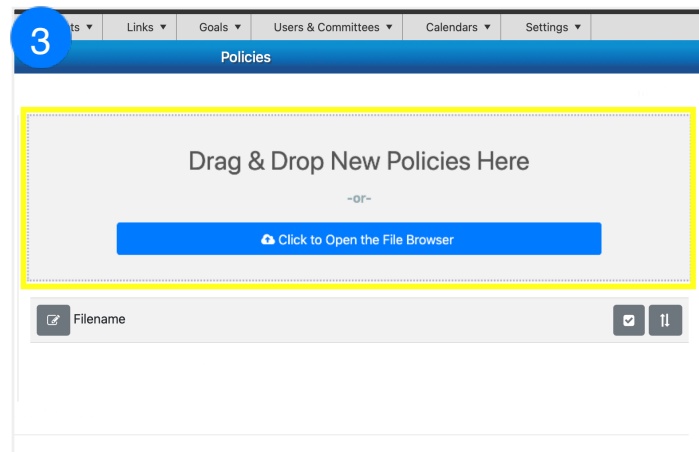 3
Links ▼ Goals ▼ Users & Committees ▼ Calendars ▼ Settings ▼
Policies
Drag & Drop New Policies Here
-or-
Click to Open the File Browser
Filename